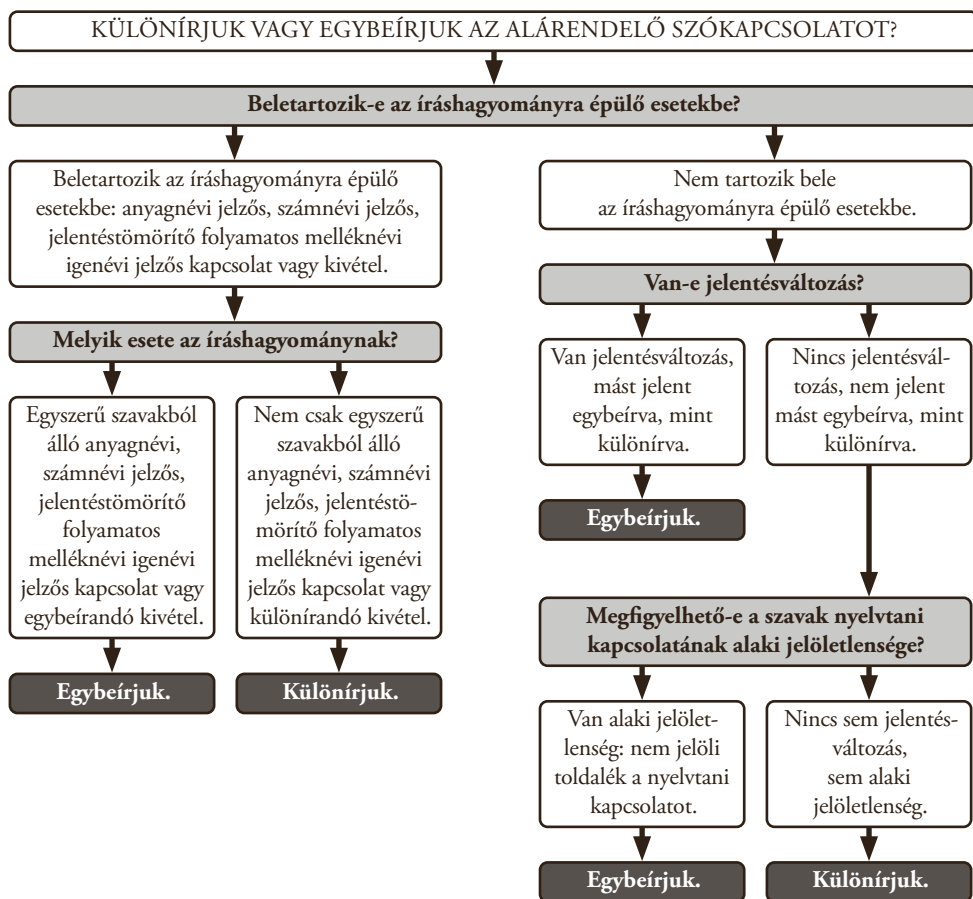 KÜLÖNÍRJUK VAGY EGYBEÍRJUK AZ ALÁRENDELŐ SZÓKAPCSOLATOT?
Beletartozik-e az íráshagyományra épülő esetekbe?
Beletartozik az íráshagyományra épülő
esetekbe: anyagnévi jelzős, számnévi jelzős,
jelentéstömörítő folyamatos melléknévi
igenévi jelzős kapcsolat vagy kivétel.
Melyik esete az íráshagyománynak?
Egyszerű szavakból
álló anyagnévi,
számnévi jelzős,
jelentéstömörítő
folyamatos
melléknévi igenévi
jelzős kapcsolat vagy
egybeírandó kivétel.
Egybeírjuk.
Nem csak egyszerű
szavakból álló
anyagnévi, számnévi
jelzős, jelentéstö-
mörítő folyamatos
melléknévi igenévi
jelzős kapcsolat vagy
különírandó kivétel.
Különírjuk.
Nem tartozik bele
az íráshagyományra épülő esetekbe.
Van-e jelentésváltozás?
Van jelentésváltozás,
mást jelent
egybeírva, mint
különírva.
Egybeírjuk.
Nincs jelentésvál-
tozás, nem jelent
mást egybeírva, mint
különírva.
Megfigyelhető-e a szavak nyelvtani
kapcsolatának alaki jelöletlensége?
Van alaki jelölet-
lenség: nem jelöli
toldalék a nyelvtani
kapcsolatot.
Egybeírjuk.
Nincs sem jelentés-
változás,
sem alaki
jelöletlenség.
Különírjuk.